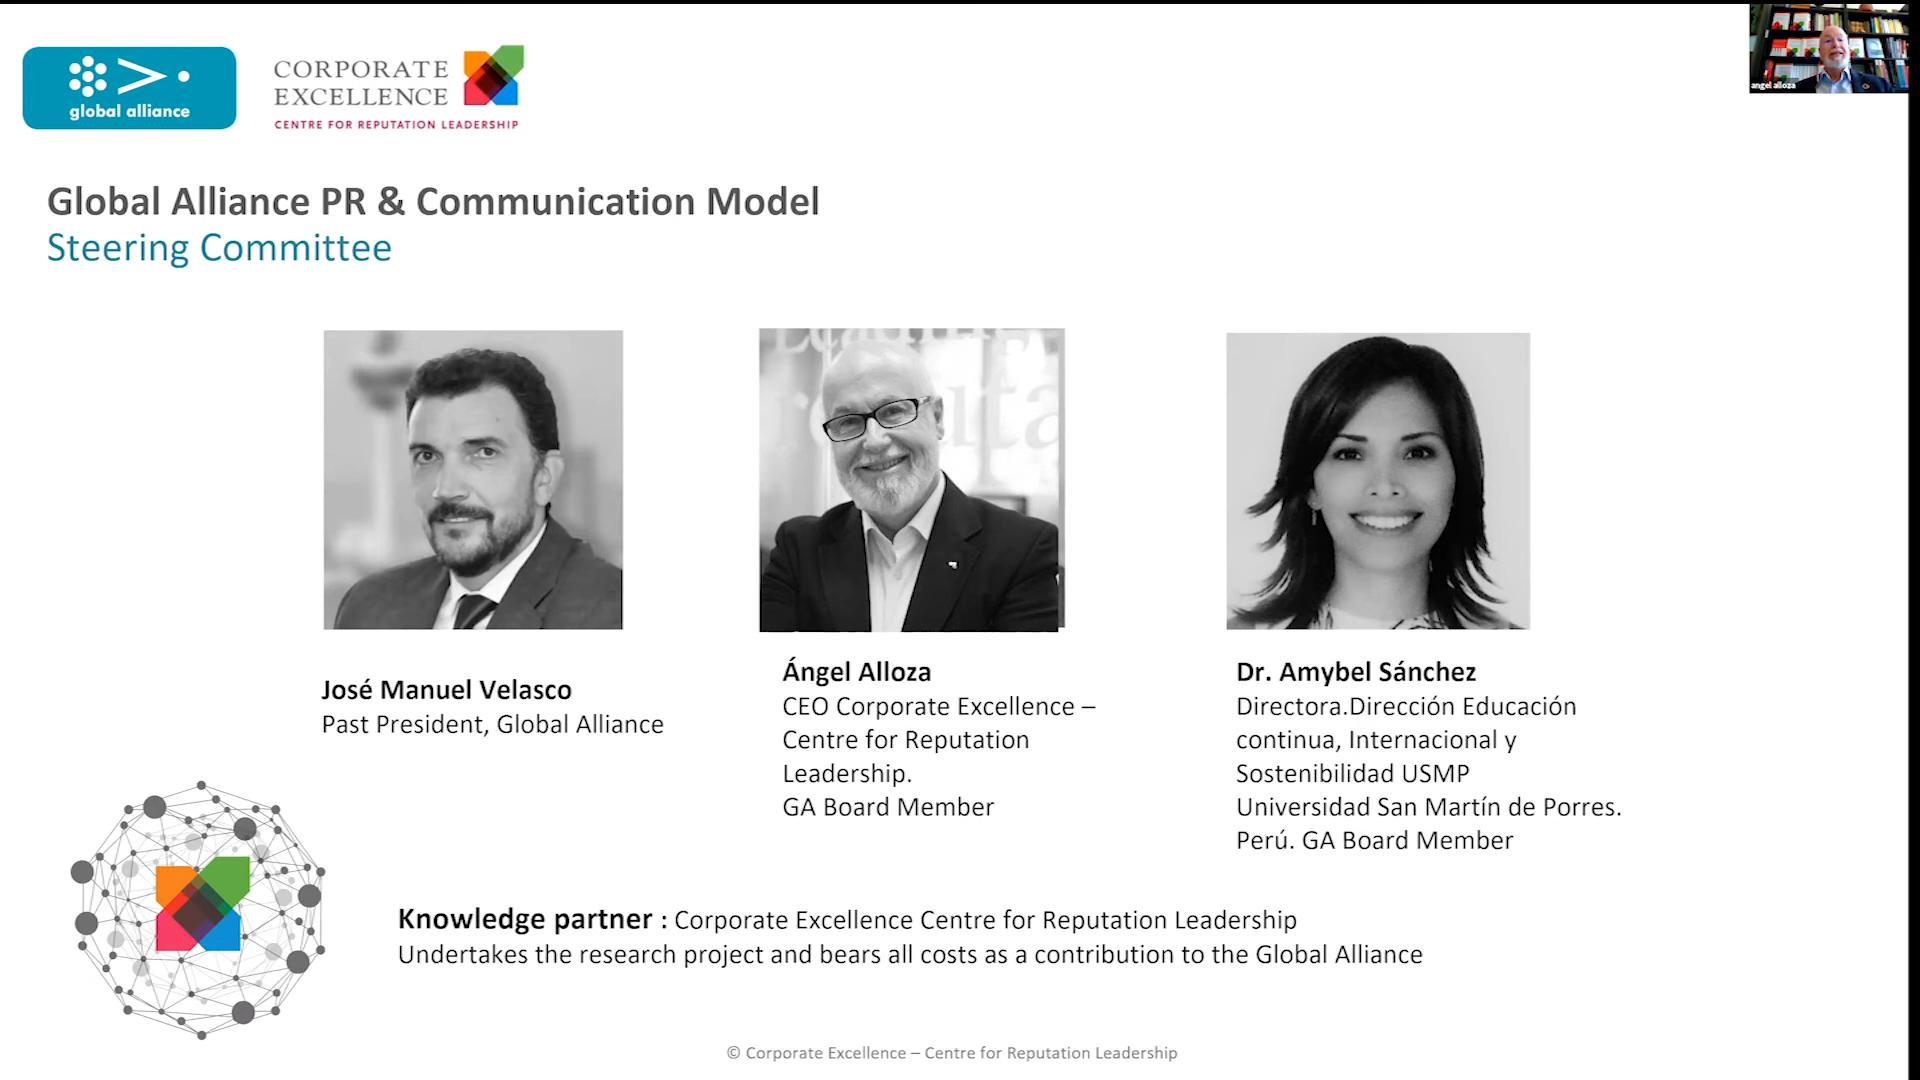 global alliance
CORPORATE
EXCELLENCE
CENTRE FOR REPUTATION LEADERSHIP
angel alloza
Global Alliance PR & Communication Model
Steering Committee
José Manuel Velasco
Past President, Global Alliance
Ángel Alloza
CEO Corporate Excellence –
Centre for Reputation
Leadership.
GA Board Member
Dr. Amybel Sánchez
Directora.Dirección Educación
continua, Internacional y
Sostenibilidad USMP
Universidad San Martín de Porres.
Perú. GA Board Member
Knowledge partner : Corporate Excellence Centre for Reputation Leadership
Undertakes the research project and bears all costs as a contribution to the Global Alliance
© Corporate Excellence – Centre for Reputation Leadership